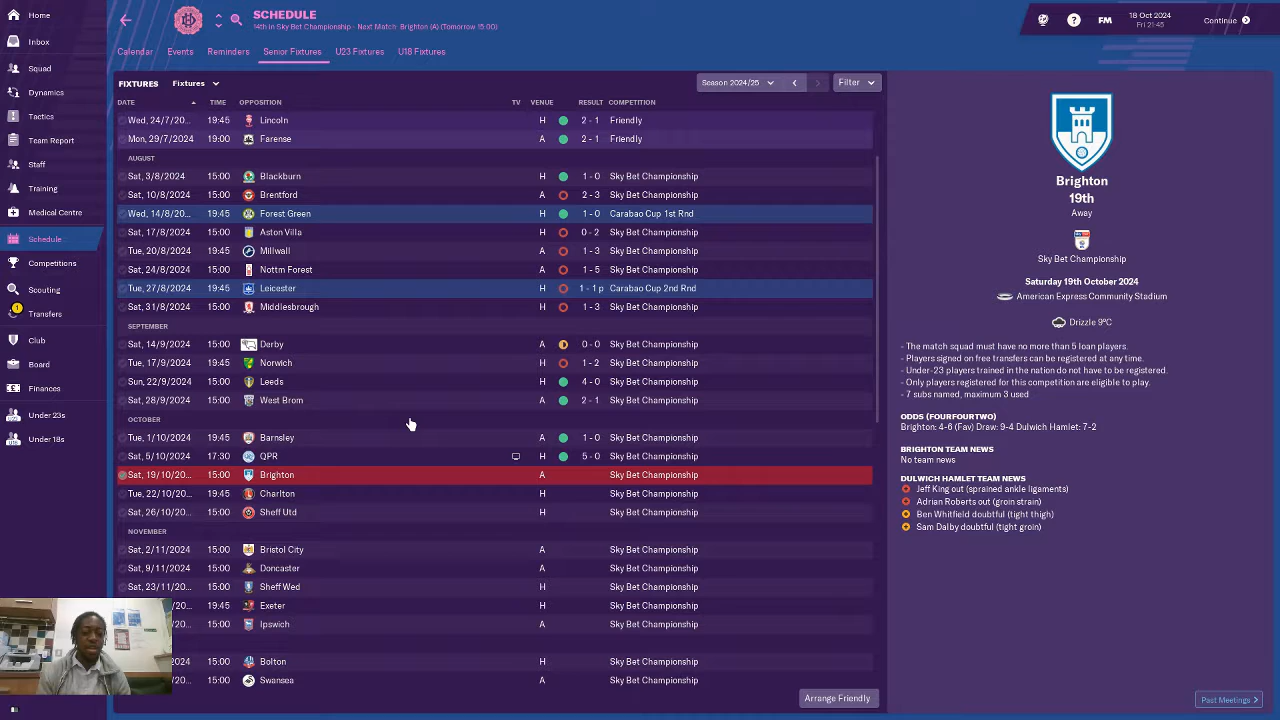 Home
SCHEDULE
14th in Sky Bet Championship - Next Match: Brighton (A) (Tomorrow 15:00)
FM
18 Oct 2024
Fri 21:45
Continue
Inbox
Squad
Dynamics
Tactics
Team Report
Staff
Training
Medical Centre
Schedule
Competitions
Scouting
1
Transfers
Club
Board
Finances
Under 23s
Under 18s
Calendar
Events
Reminders
Senior Fixtures
U23 Fixtures
U18 Fixtures
FIXTURES
Fixtures
Season 2024/25
Filter
DATE TIME OPPOSITION TV VENUE RESULT COMPETITION
Wed, 24/7/20... 19:45 Lincoln H 2 - 1 Friendly
Mon, 29/7/2024 19:00 Farense A 2 - 1 Friendly
AUGUST
Sat, 3/8/2024 15:00 Blackburn H 1 - 0 Sky Bet Championship
Sat, 10/8/2024 15:00 Brentford A 2 - 3 Sky Bet Championship
Wed, 14/8/20... 19:45 Forest Green H 1 - 0 Carabao Cup 1st Rnd
Sat, 17/8/2024 15:00 Aston Villa H 0 - 2 Sky Bet Championship
Tue, 20/8/2024 19:45 Millwall A 1 - 3 Sky Bet Championship
Sat, 24/8/2024 15:00 Nottm Forest A 1 - 5 Sky Bet Championship
Tue, 27/8/2024 19:45 Leicester H 1 - 1 p Carabao Cup 2nd Rnd
Sat, 31/8/2024 15:00 Middlesbrough H 1 - 3 Sky Bet Championship
SEPTEMBER
Sat, 14/9/2024 15:00 Derby A 0 - 0 Sky Bet Championship
Tue, 17/9/2024 19:45 Norwich H 1 - 2 Sky Bet Championship
Sun, 22/9/2024 15:00 Leeds H 4 - 0 Sky Bet Championship
Sat, 28/9/2024 15:00 West Brom A 2 - 1 Sky Bet Championship
OCTOBER
Tue, 1/10/2024 19:45 Barnsley A 1 - 0 Sky Bet Championship
Sat, 5/10/2024 17:30 QPR H 5 - 0 Sky Bet Championship
Sat, 19/10/20... 15:00 Brighton A Sky Bet Championship
Tue, 22/10/20... 19:45 Charlton H Sky Bet Championship
Sat, 26/10/20... 15:00 Sheff Utd H Sky Bet Championship
NOVEMBER
Sat, 2/11/2024 15:00 Bristol City A Sky Bet Championship
Sat, 9/11/2024 15:00 Doncaster A Sky Bet Championship
Sat, 23/11/20... 15:00 Sheff Wed H Sky Bet Championship
/11/20... 19:45 Exeter H Sky Bet Championship
15:00 Ipswich A Sky Bet Championship
2024 15:00 Bolton H Sky Bet Championship
2024 15:00 Swansea A Sky Bet Championship
Arrange Friendly
Brighton
19th
Away
Sky Bet Championship
Saturday 19th October 2024
American Express Community Stadium
Drizzle 9ºC
- The match squad must have no more than 5 loan players.
- Players signed on free transfers can be registered at any time.
- Under-23 players trained in the nation do not have to be registered.
- Only players registered for this competition are eligible to play.
- 7 subs named, maximum 3 used
ODDS (FOURFOURTWO)
Brighton: 4-6 (Fav) Draw: 9-4 Dulwich Hamlet: 7-2
BRIGHTON TEAM NEWS
No team news
DULWICH HAMLET TEAM NEWS
Jeff King out (sprained ankle ligaments)
Adrian Roberts out (groin strain)
Ben Whitfield doubtful (tight thigh)
Sam Dalby doubtful (tight groin)
Past Meetings